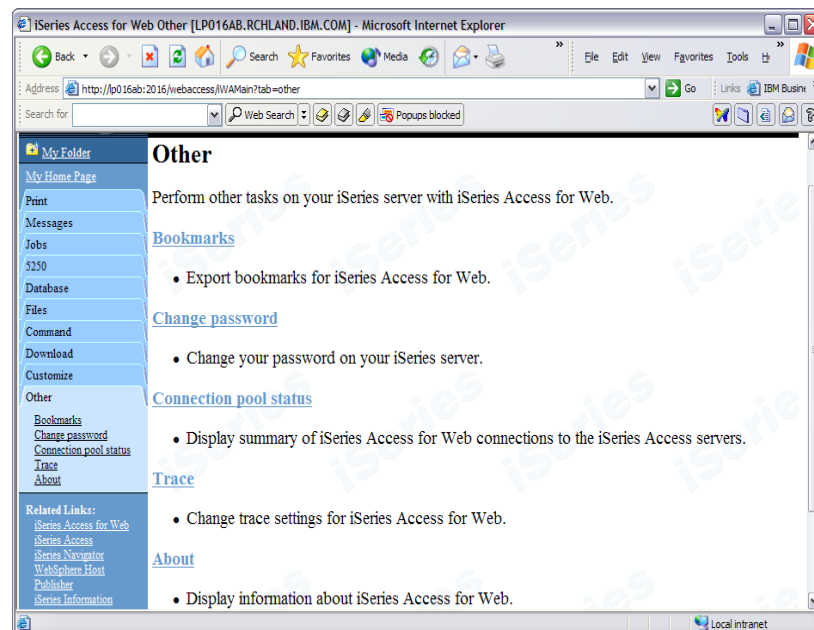 iSeries Access for Web Other [LP016AB.RCHLAND.IBM.COM] - Microsoft Internet Explorer
Back Search Favorites Media » File Edit View Favorites Tools »
Address http://lp016ab:2016/webaccess/iWAMain?tab=other Go Links IBM Busine
Search for Web Search Popups blocked
My Folder
My Home Page
Print
Messages
Jobs
5250
Database
Files
Command
Download
Customize
Other
Bookmarks
Change password
Connection pool status
Trace
About
Related Links:
iSeries Access for Web
iSeries Access
iSeries Navigator
WebSphere Host
Publisher
iSeries Information
Other
Perform other tasks on your iSeries server with iSeries Access for Web.
Bookmarks
• Export bookmarks for iSeries Access for Web.
Change password
• Change your password on your iSeries server.
Connection pool status
• Display summary of iSeries Access for Web connections to the iSeries Access servers.
Trace
• Change trace settings for iSeries Access for Web.
About
• Display information about iSeries Access for Web.
Local intranet